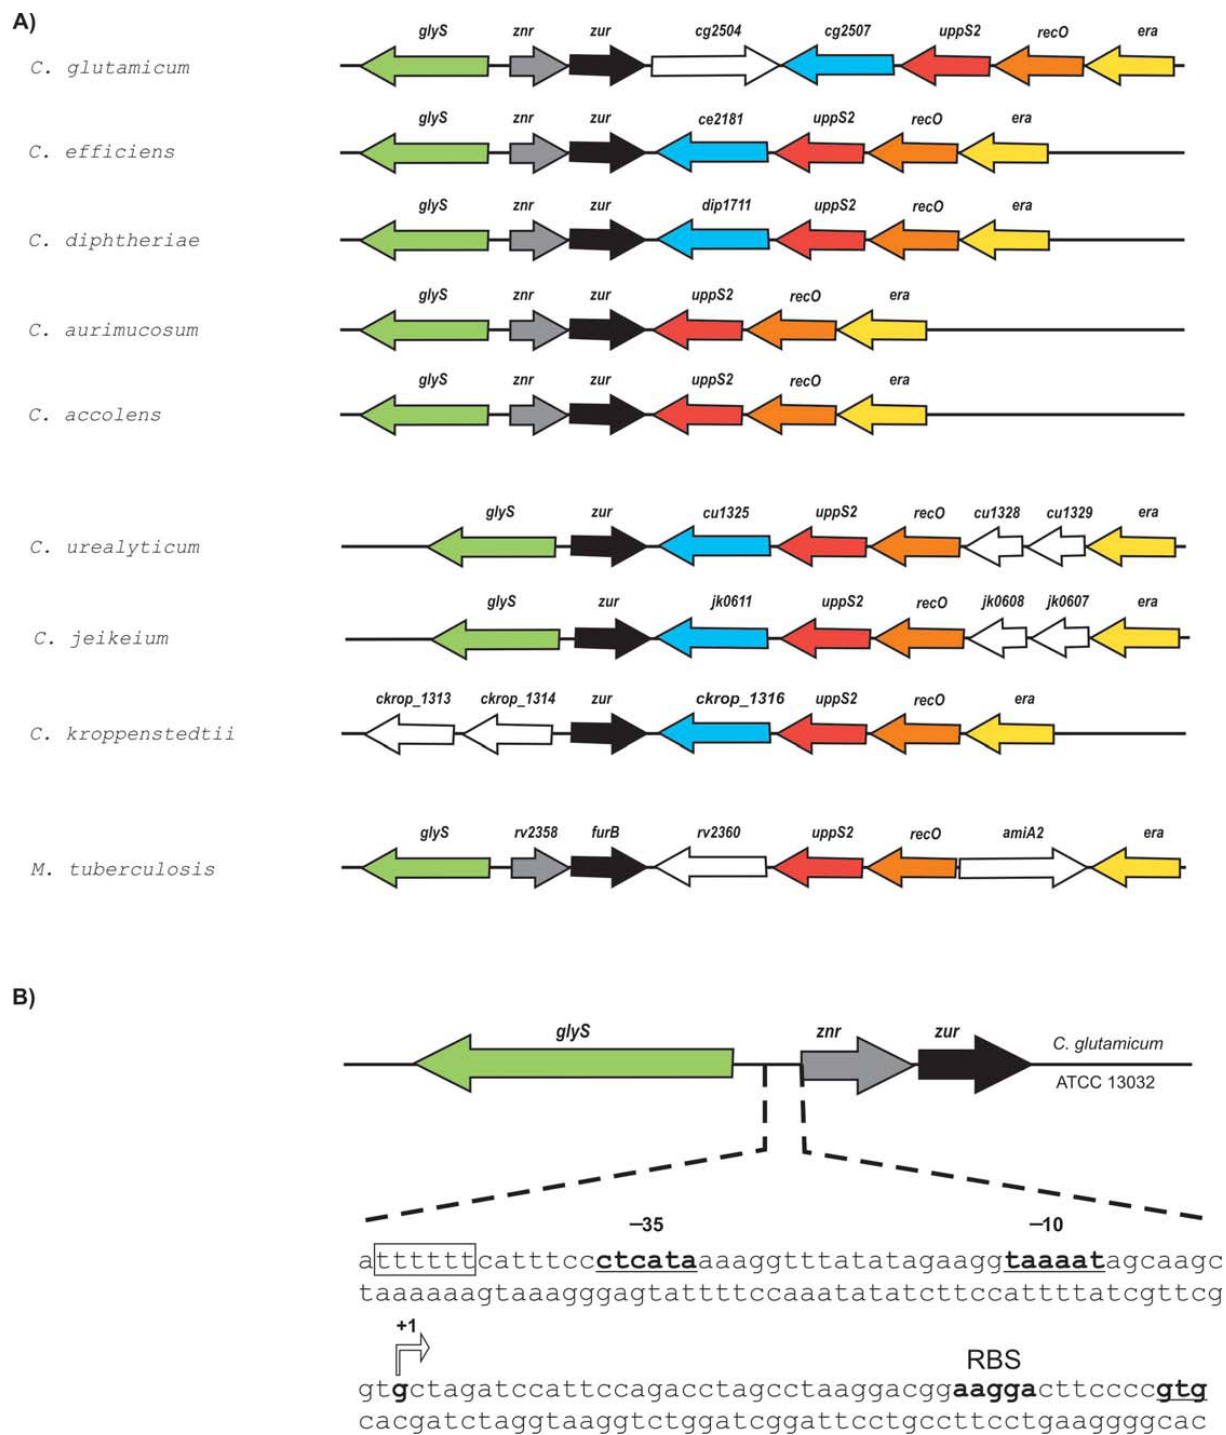 A)
glyS znr zur cg2504 cg2507 uppS2 recO era
C. glutamicum
glyS znr zur ce2181 uppS2 recO era
C. efficiens
glyS znr zur dip1711 uppS2 recO era
C. diphtheriae
glyS znr zur uppS2 recO era
C. aurimucosum
glyS znr zur uppS2 recO era
C. accolens
glyS zur cu1325 uppS2 recO cu1328 cu1329 era
C. urealyticum
glyS zur jk0611 uppS2 recO jk0608 jk0607 era
C. jeikeium
ckrop_1313 ckrop_1314 zur ckrop_1316 uppS2 recO era
C. kroppenstedtii
glyS rv2358 furB rv2360 uppS2 recO amiA2 era
M. tuberculosis
B)
glyS znr zur C. glutamicum
ATCC 13032
–35 –10
attttttcatttccctcataaaaggtttatatagaaggtaaaatagcaagc
taaaaaagtaaagggagtattttccaaatatatcttccattttatcgttcg
+1
RBS
gtgctagatccattccagacctagcctaaggacggaaggacttccccgtg
cacgatctaggtaaggtctggatcggattcctgccttcctgaaggggcac